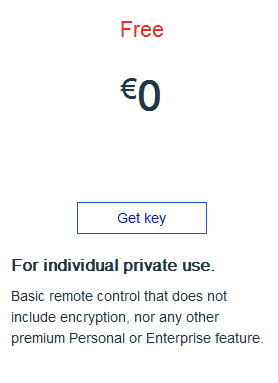 Free
€0
Get key
For individual private use.
Basic remote control that does not
include encryption, nor any other
premium Personal or Enterprise feature.